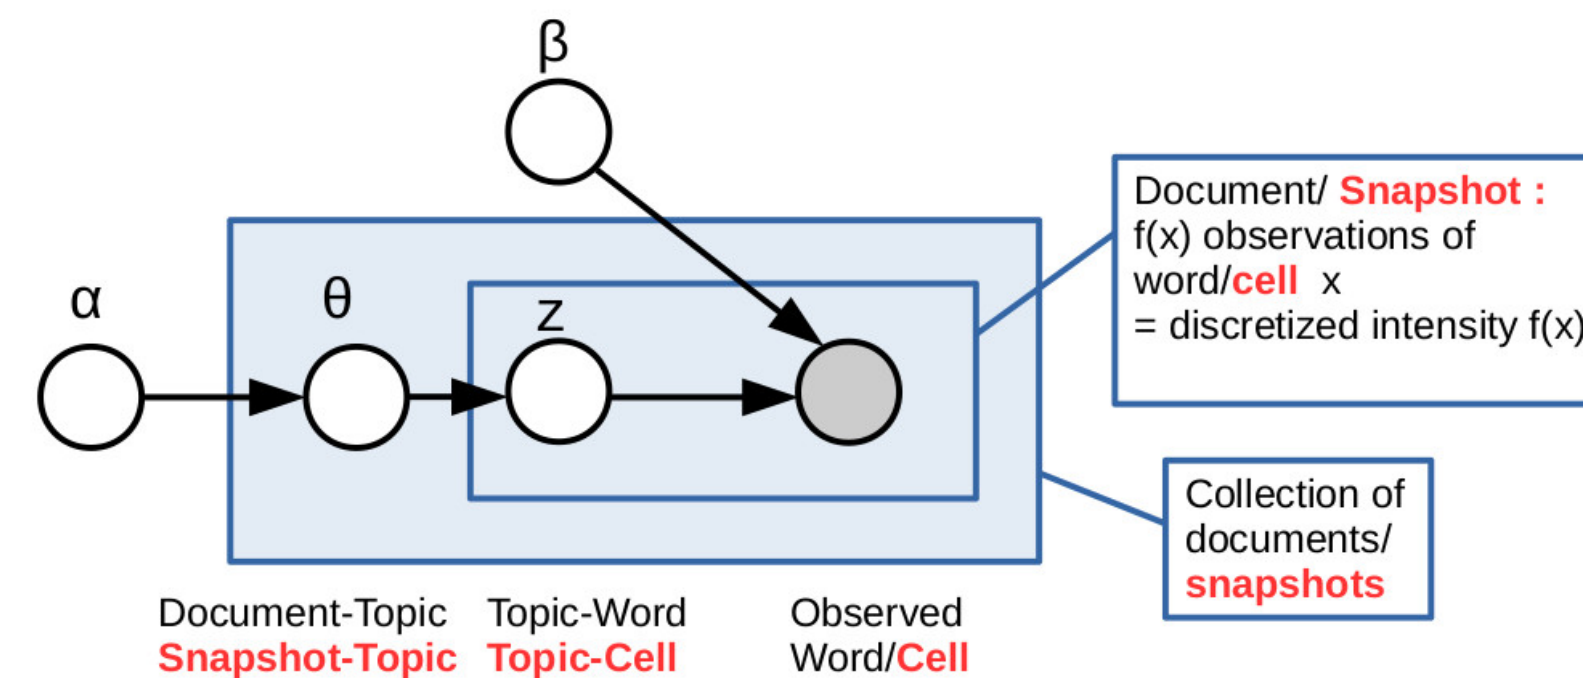 β
Document/ Snapshot :
f(x) observations of
word/cell x
= discretized intensity f(x)
α
θ
z
Collection of
documents/
snapshots
Document-Topic
Snapshot-Topic
Topic-Word
Topic-Cell
Observed
Word/Cell